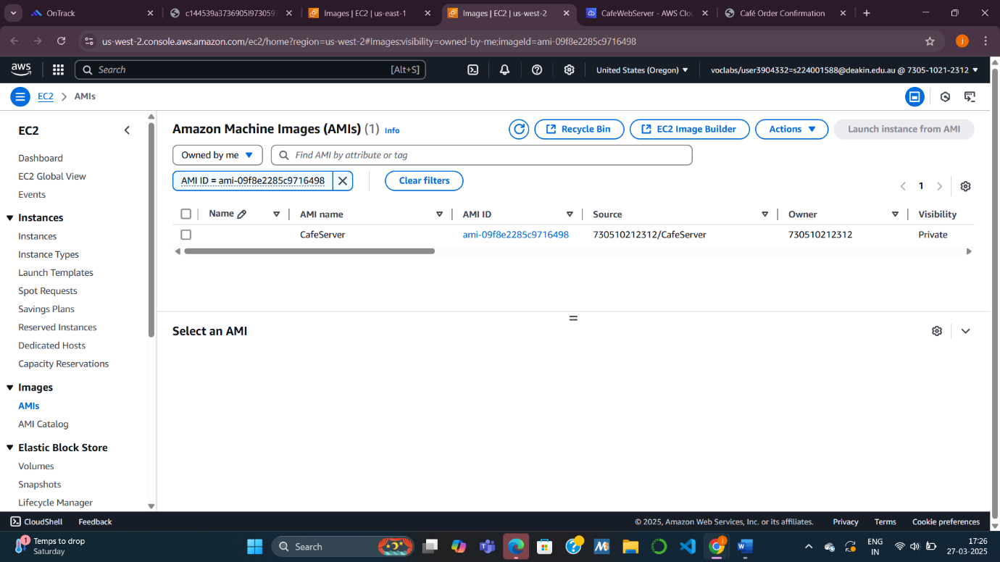 OnTrack
c144539a3736905l973059
Images | EC2 | us-east-1
Images | EC2 | us-west-2
CafeWebServer - AWS Clou
Café Order Confirmation
us-west-2.console.aws.amazon.com/ec2/home?region=us-west-2#Images:visibility=owned-by-me;imageId=ami-09f8e2285c9716498
j
aws
Search
[Alt+S]
United States (Oregon)
voclabs/user3904332=s224001588@deakin.edu.au @ 7305-1021-2312
EC2
AMIs
EC2
Dashboard
EC2 Global View
Events
Instances
Instances
Instance Types
Launch Templates
Spot Requests
Savings Plans
Reserved Instances
Dedicated Hosts
Capacity Reservations
Images
AMIs
AMI Catalog
Elastic Block Store
Volumes
Snapshots
Lifecycle Manager
Amazon Machine Images (AMIs) (1) Info
Recycle Bin
EC2 Image Builder
Actions
Launch instance from AMI
Owned by me
Find AMI by attribute or tag
AMI ID = ami-09f8e2285c9716498
Clear filters
1
Name
AMI name
AMI ID
Source
Owner
Visibility
CafeServer
ami-09f8e2285c9716498
730510212312/CafeServer
730510212312
Private
Select an AMI
CloudShell
Feedback
© 2025, Amazon Web Services, Inc. or its affiliates.
Privacy
Terms
Cookie preferences
1
Temps to drop
Saturday
Search
ENG
IN
17:26
27-03-2025